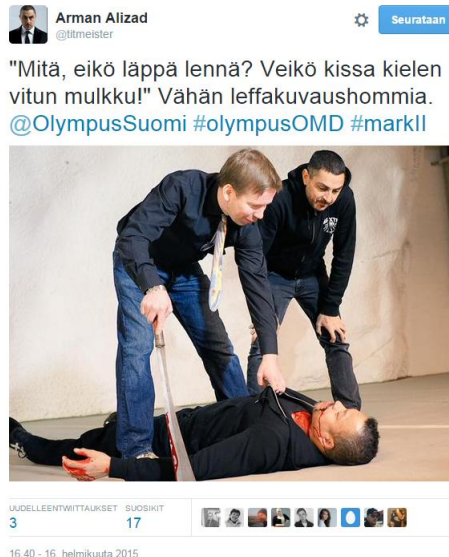 Arman Alizad
@titmeister
Seurataan
"Mitä, eikö läppä lennä? Veikö kissa kielen
vitun mulkku!" Vähän leffakuvaushommia.
@OlympusSuomi #olympusOMD #markII
UUDELLEENTWIITTAUKSET SUOSIKIT
3 17
16.40 - 16. helmikuuta 2015